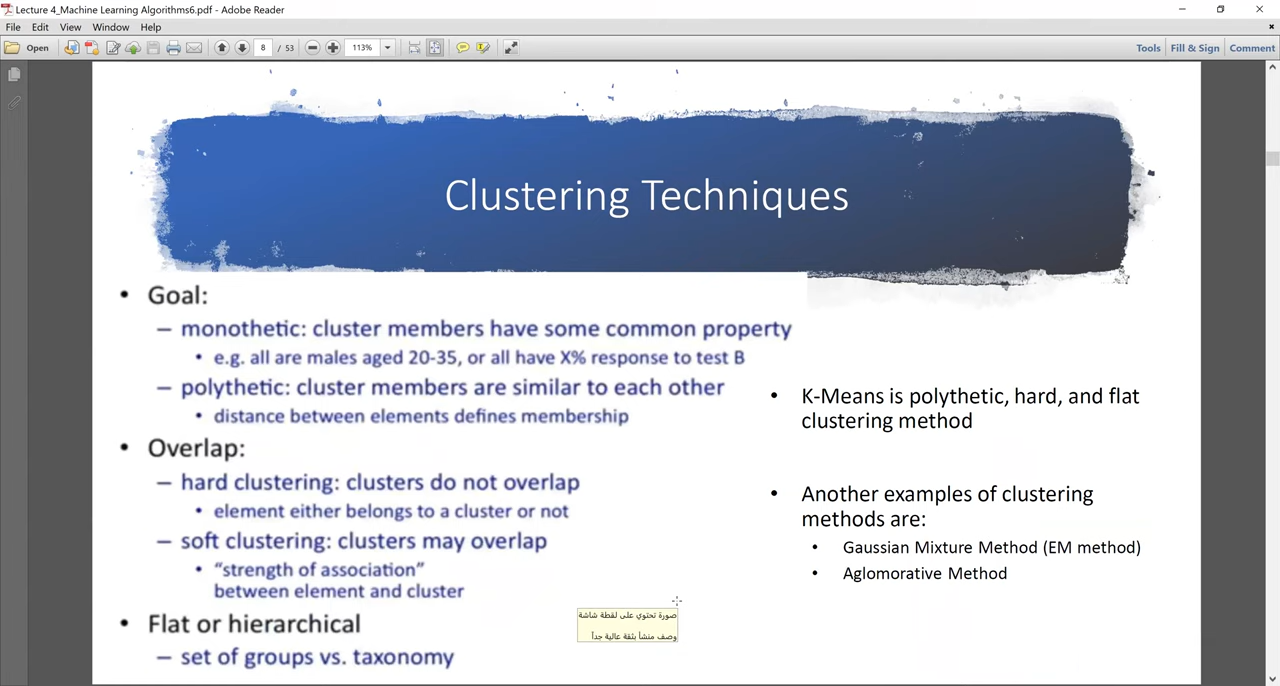 Lecture 4_Machine Learning Algorithms6.pdf - Adobe Reader
File Edit View Window Help
Open 8 / 53 113% Tools Fill & Sign Comment
Clustering Techniques
• Goal:
– monothetic: cluster members have some common property
• e.g. all are males aged 20-35, or all have X% response to test B
– polythetic: cluster members are similar to each other
• distance between elements defines membership
• Overlap:
– hard clustering: clusters do not overlap
• element either belongs to a cluster or not
– soft clustering: clusters may overlap
• “strength of association”
between element and cluster
• Flat or hierarchical
– set of groups vs. taxonomy
• K-Means is polythetic, hard, and flat
clustering method
• Another examples of clustering
methods are:
• Gaussian Mixture Method (EM method)
• Aglomorative Method
صورة تحتوي على لقطة شاشة
وصف منشأ بثقة عالية جداً